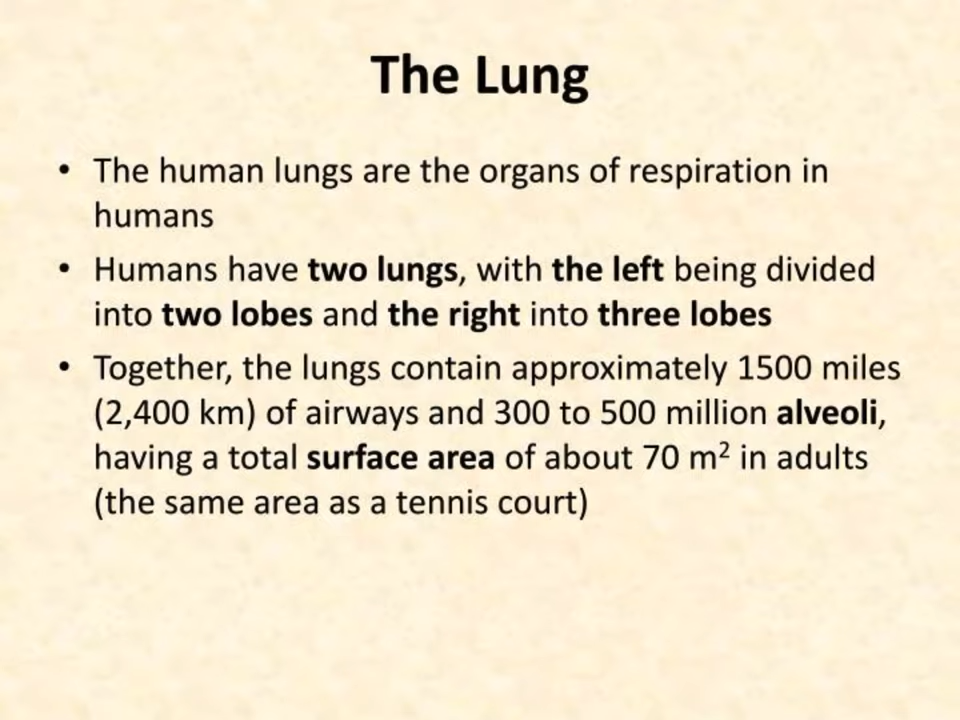 The Lung
• The human lungs are the organs of respiration in
humans
• Humans have two lungs, with the left being divided
into two lobes and the right into three lobes
• Together, the lungs contain approximately 1500 miles
(2,400 km) of airways and 300 to 500 million alveoli,
having a total surface area of about 70 m² in adults
(the same area as a tennis court)